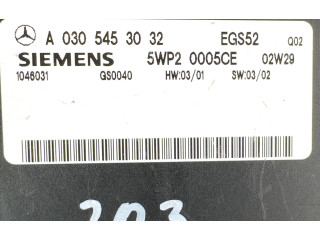 A 030 545 30 32 EGS52 Q02
SIEMENS 5WP2 0005CE 02W29
1046031 GS0040 HW:03/01 SW:03/02
203